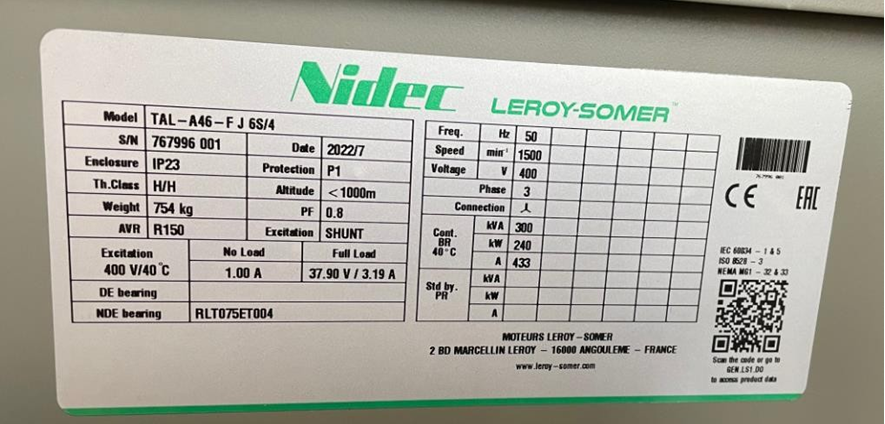 Nidec LEROY-SOMER™
Model TAL-A46-F J 6S/4
S/N 767996 001 Date 2022/7
Enclosure IP23 Protection P1
Th.Class H/H Altitude <1000m
Weight 754 kg PF 0.8
AVR R150 Excitation SHUNT
Excitation No Load Full Load
400 V/40°C 1.00 A 37.90 V / 3.19 A
DE bearing
NDE bearing RLT075ET004
Freq. Hz 50
Speed min⁻¹ 1500
Voltage V 400
Phase 3
Connection
Cont. BR 40°C kVA 300
kW 240
A 433
Std by. PR kVA
kW
A
MOTEURS LEROY-SOMER
2 BD MARCELLIN LEROY - 16000 ANGOULEME - FRANCE
www.leroy-somer.com
767996 001
CE EAC
IEC 60034 - 1 & 5
ISO 8528 - 3
NEMA MG1 - 32 & 33
Scan the code or go to
GEN.LS1.DO
to access product data